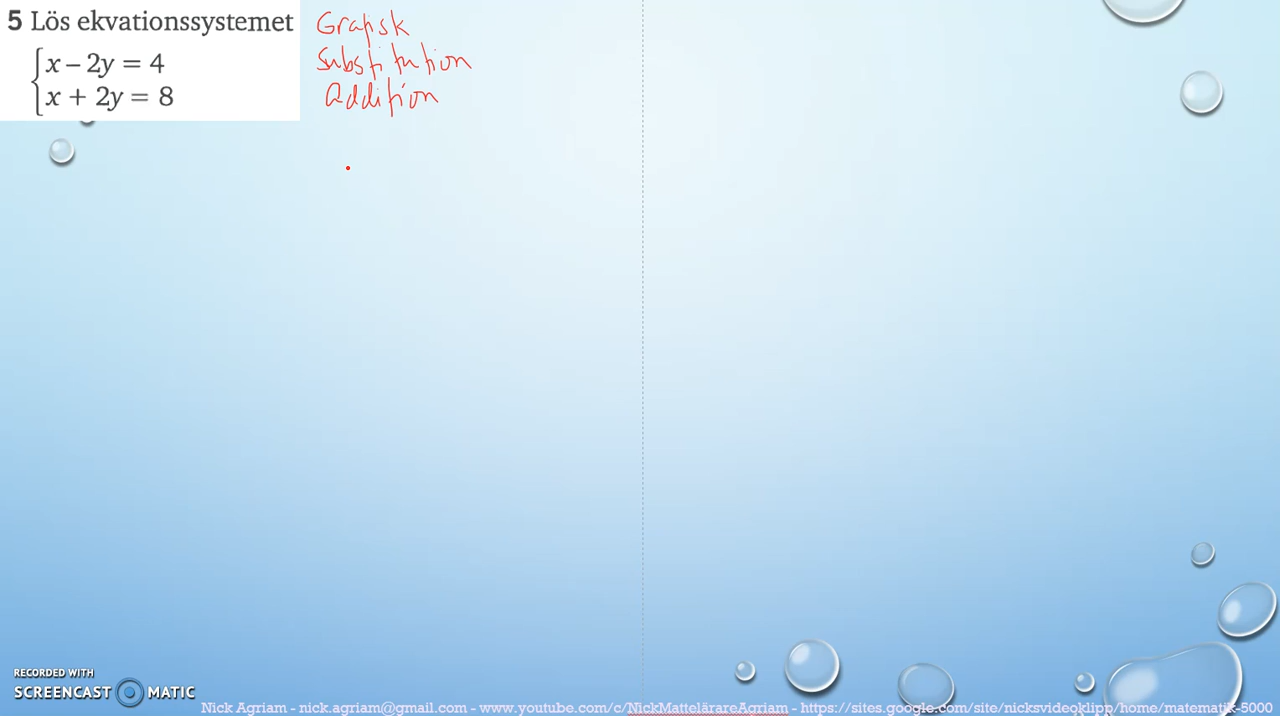 5 Lös ekvationssystemet
x – 2y = 4
x + 2y = 8
Grafisk
Substitution
Addition
RECORDED WITH
SCREENCAST MATIC
Nick Agriam - nick.agriam@gmail.com - www.youtube.com/c/NickMattelärareAgriam - https://sites.google.com/site/nicksvideoklipp/home/matematik-5000